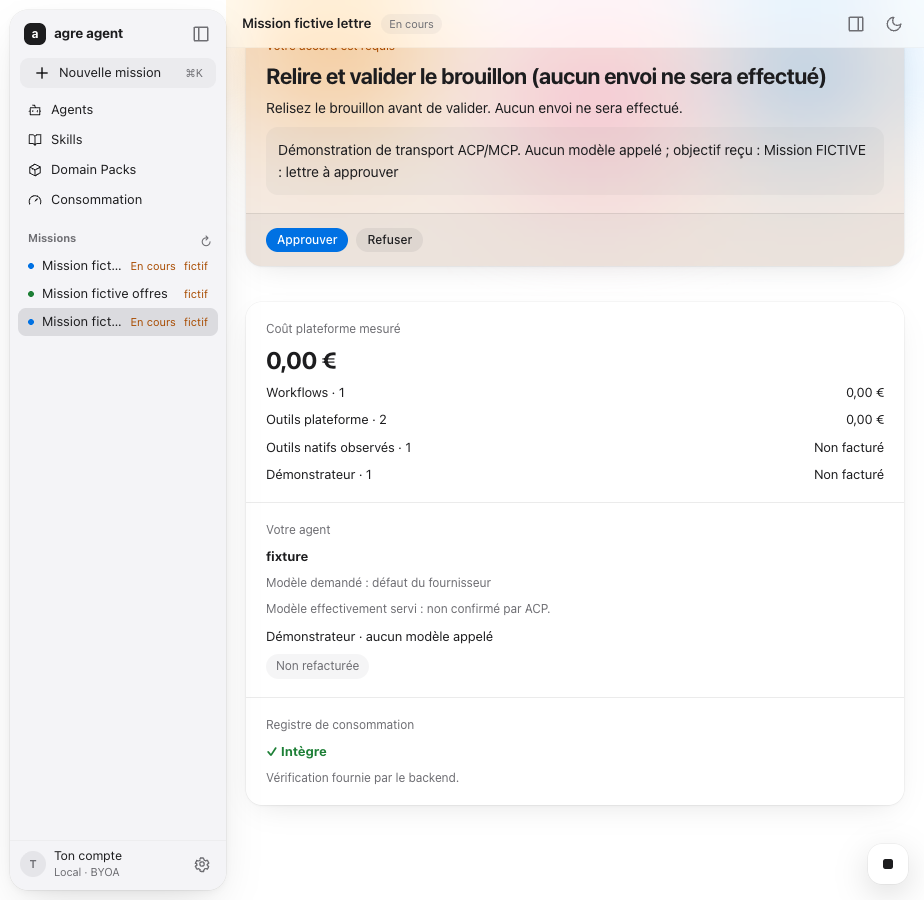 a agre agent
Nouvelle mission ⌘K
Agents
Skills
Domain Packs
Consommation
Missions
Mission fict... En cours fictif
Mission fictive offres fictif
Mission fict... En cours fictif
T
Ton compte
Local · BYOA
Mission fictive lettre En cours
Votre accord est requis
Relire et valider le brouillon (aucun envoi ne sera effectué)
Relisez le brouillon avant de valider. Aucun envoi ne sera effectué.
Démonstration de transport ACP/MCP. Aucun modèle appelé ; objectif reçu : Mission FICTIVE
: lettre à approuver
Approuver Refuser
Coût plateforme mesuré
0,00 €
Workflows · 1 0,00 €
Outils plateforme · 2 0,00 €
Outils natifs observés · 1 Non facturé
Démonstrateur · 1 Non facturé
Votre agent
fixture
Modèle demandé : défaut du fournisseur
Modèle effectivement servi : non confirmé par ACP.
Démonstrateur · aucun modèle appelé
Non refacturée
Registre de consommation
✓ Intègre
Vérification fournie par le backend.